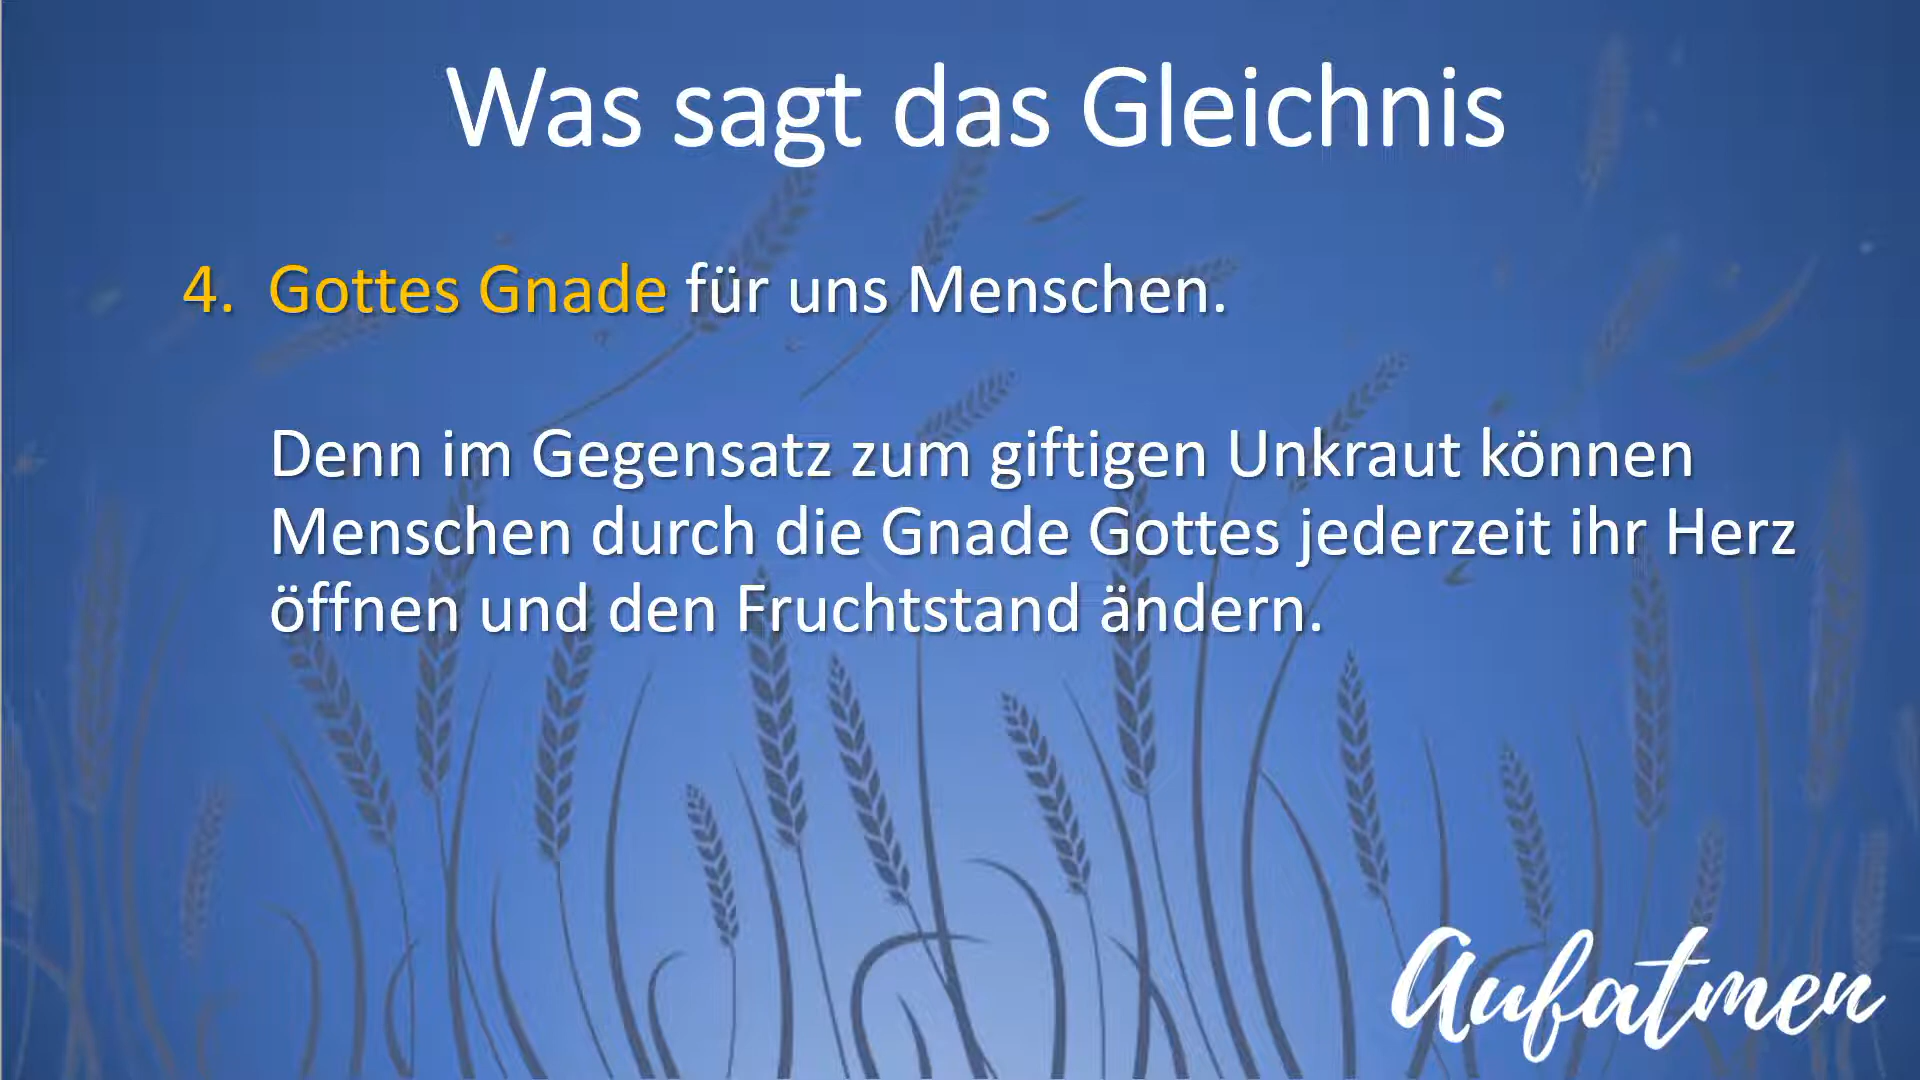 Was sagt das Gleichnis
4. Gottes Gnade für uns Menschen.
Denn im Gegensatz zum giftigen Unkraut können
Menschen durch die Gnade Gottes jederzeit ihr Herz
öffnen und den Fruchtstand ändern.
Aufatmen